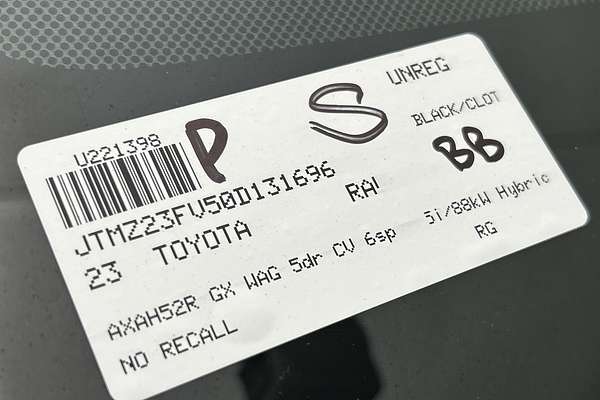 U221398 P S UNREG
BLACK/CLOT
BB
JTMZ23FV50D131696
23 TOYOTA RA
AXAH52R GX WAG 5dr CV 6sp 5i/88kW Hybric
RG
NO RECALL